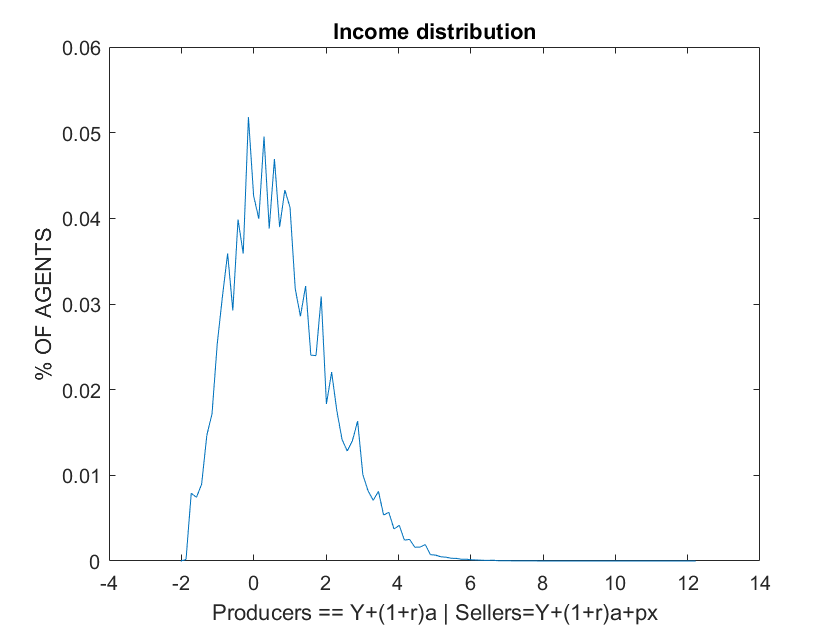 Income distribution
0.06
0.05
0.04
0.03
0.02
0.01
0
% OF AGENTS
-4 -2 0 2 4 6 8 10 12 14
Producers == Y+(1+r)a | Sellers=Y+(1+r)a+px